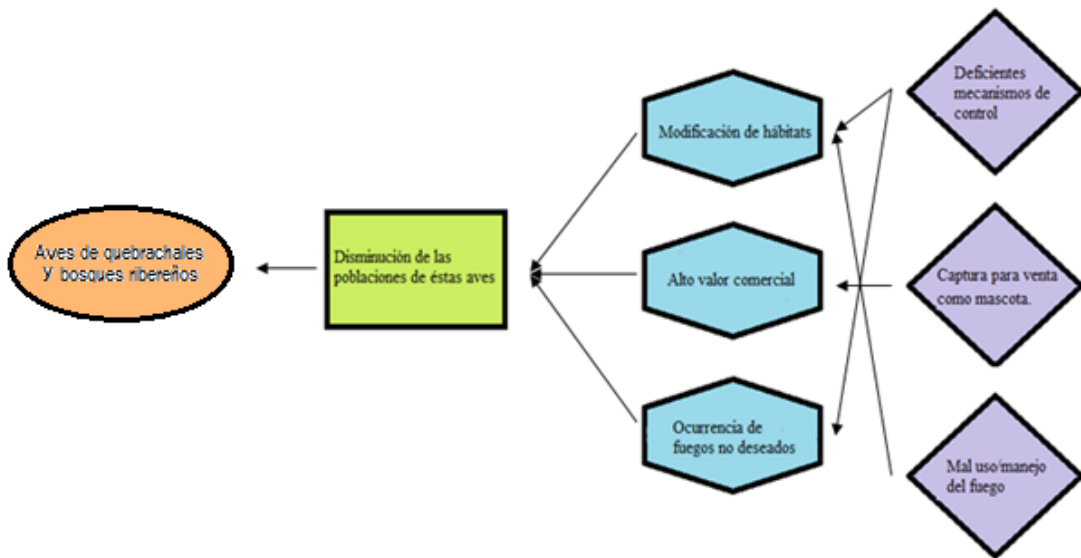 Aves de quebrachales
Y bosques ribereños
Disminución de las
poblaciones de éstas aves
Modificación de hábitats
Alto valor comercial
Ocurrencia de
fuegos no deseados
Deficientes
mecanismos de
control
Captura para venta
como mascota.
Mal uso/manejo
del fuego